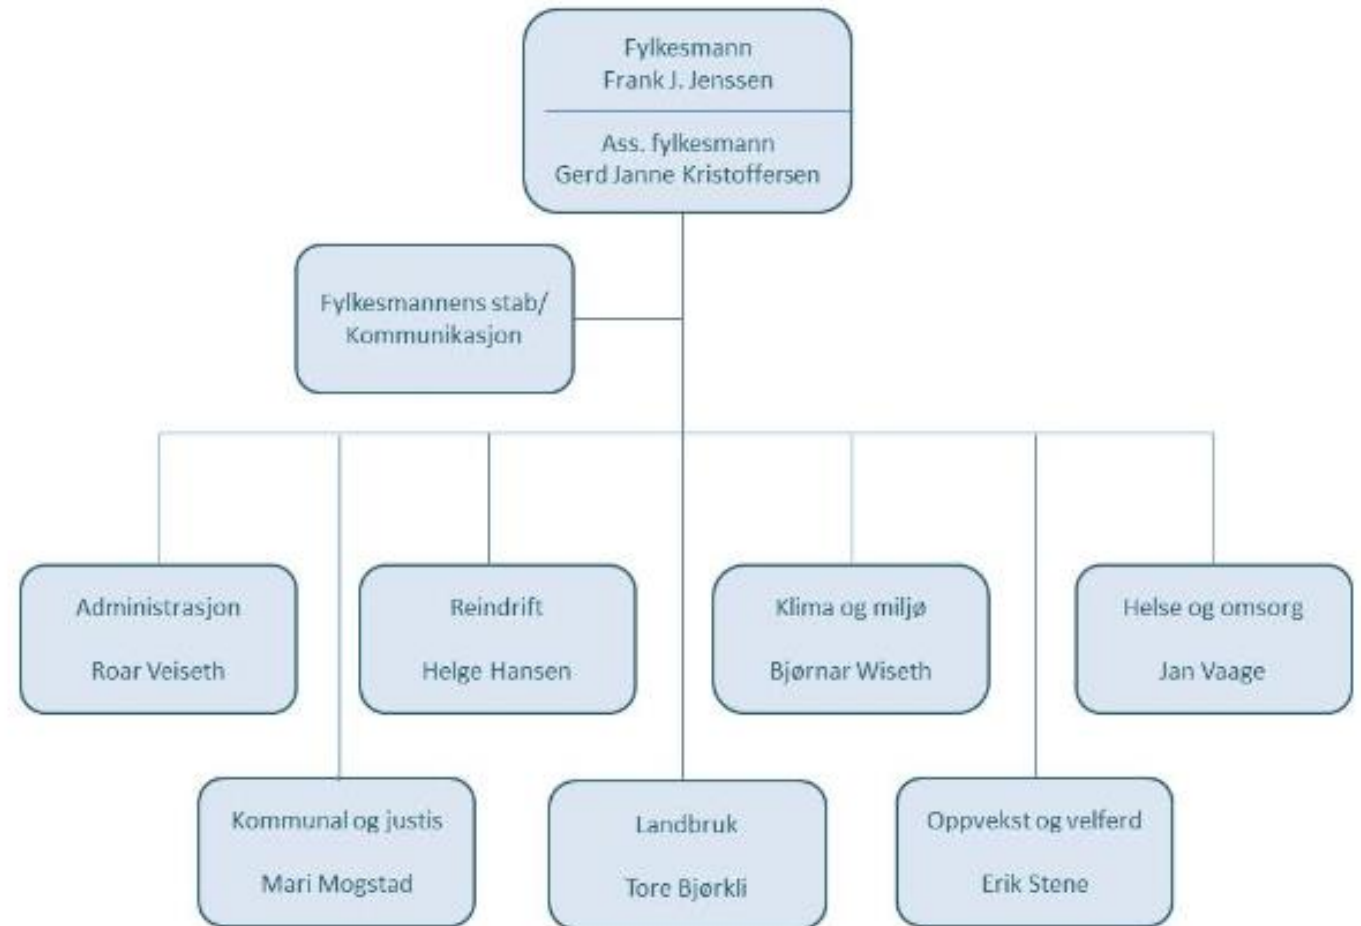 Fylkesmann
Frank J. Jenssen
Ass. fylkesmann
Gerd Janne Kristoffersen
Fylkesmannens stab/
Kommunikasjon
Administrasjon
Roar Veiseth
Reindrift
Helge Hansen
Klima og miljø
Bjørnar Wiseth
Helse og omsorg
Jan Vaage
Kommunal og justis
Mari Mogstad
Landbruk
Tore Bjørkli
Oppvekst og velferd
Erik Stene